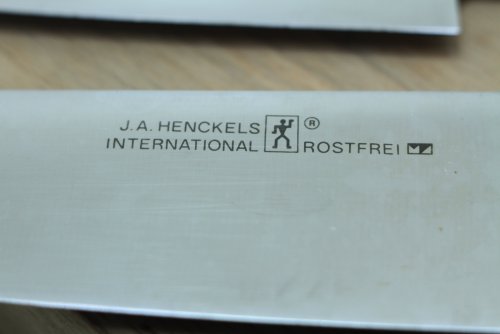 J.A. HENCKELS ®
INTERNATIONAL ROSTFREI